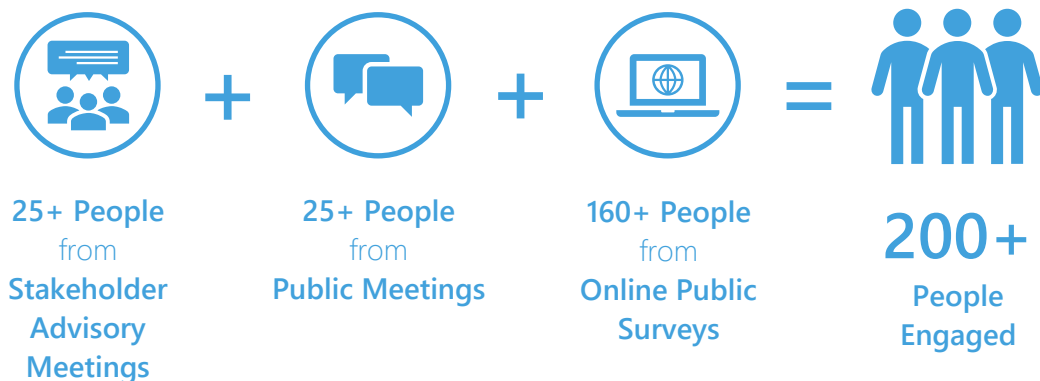 25+ People
from
Stakeholder
Advisory
Meetings
+
25+ People
from
Public Meetings
+
160+ People
from
Online Public
Surveys
=
200+
People
Engaged